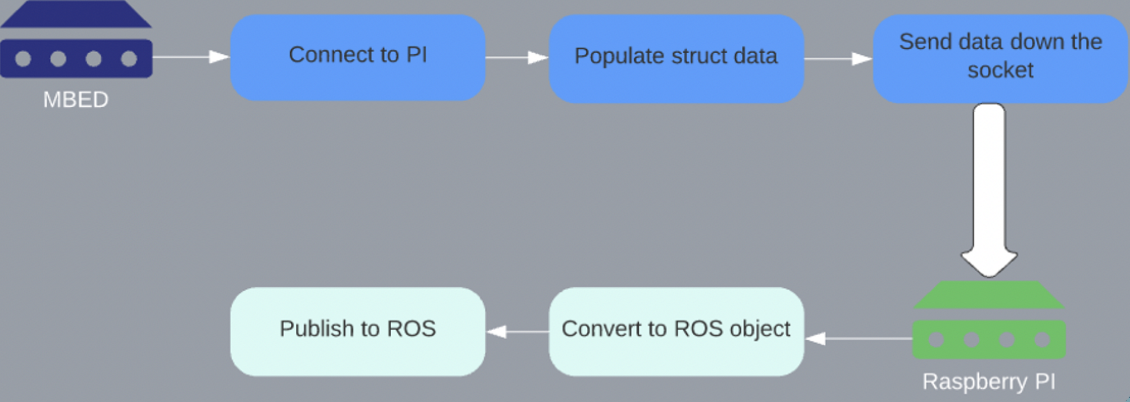 Connect to PI
Populate struct data
Send data down the
socket
MBED
Publish to ROS
Convert to ROS object
Raspberry PI